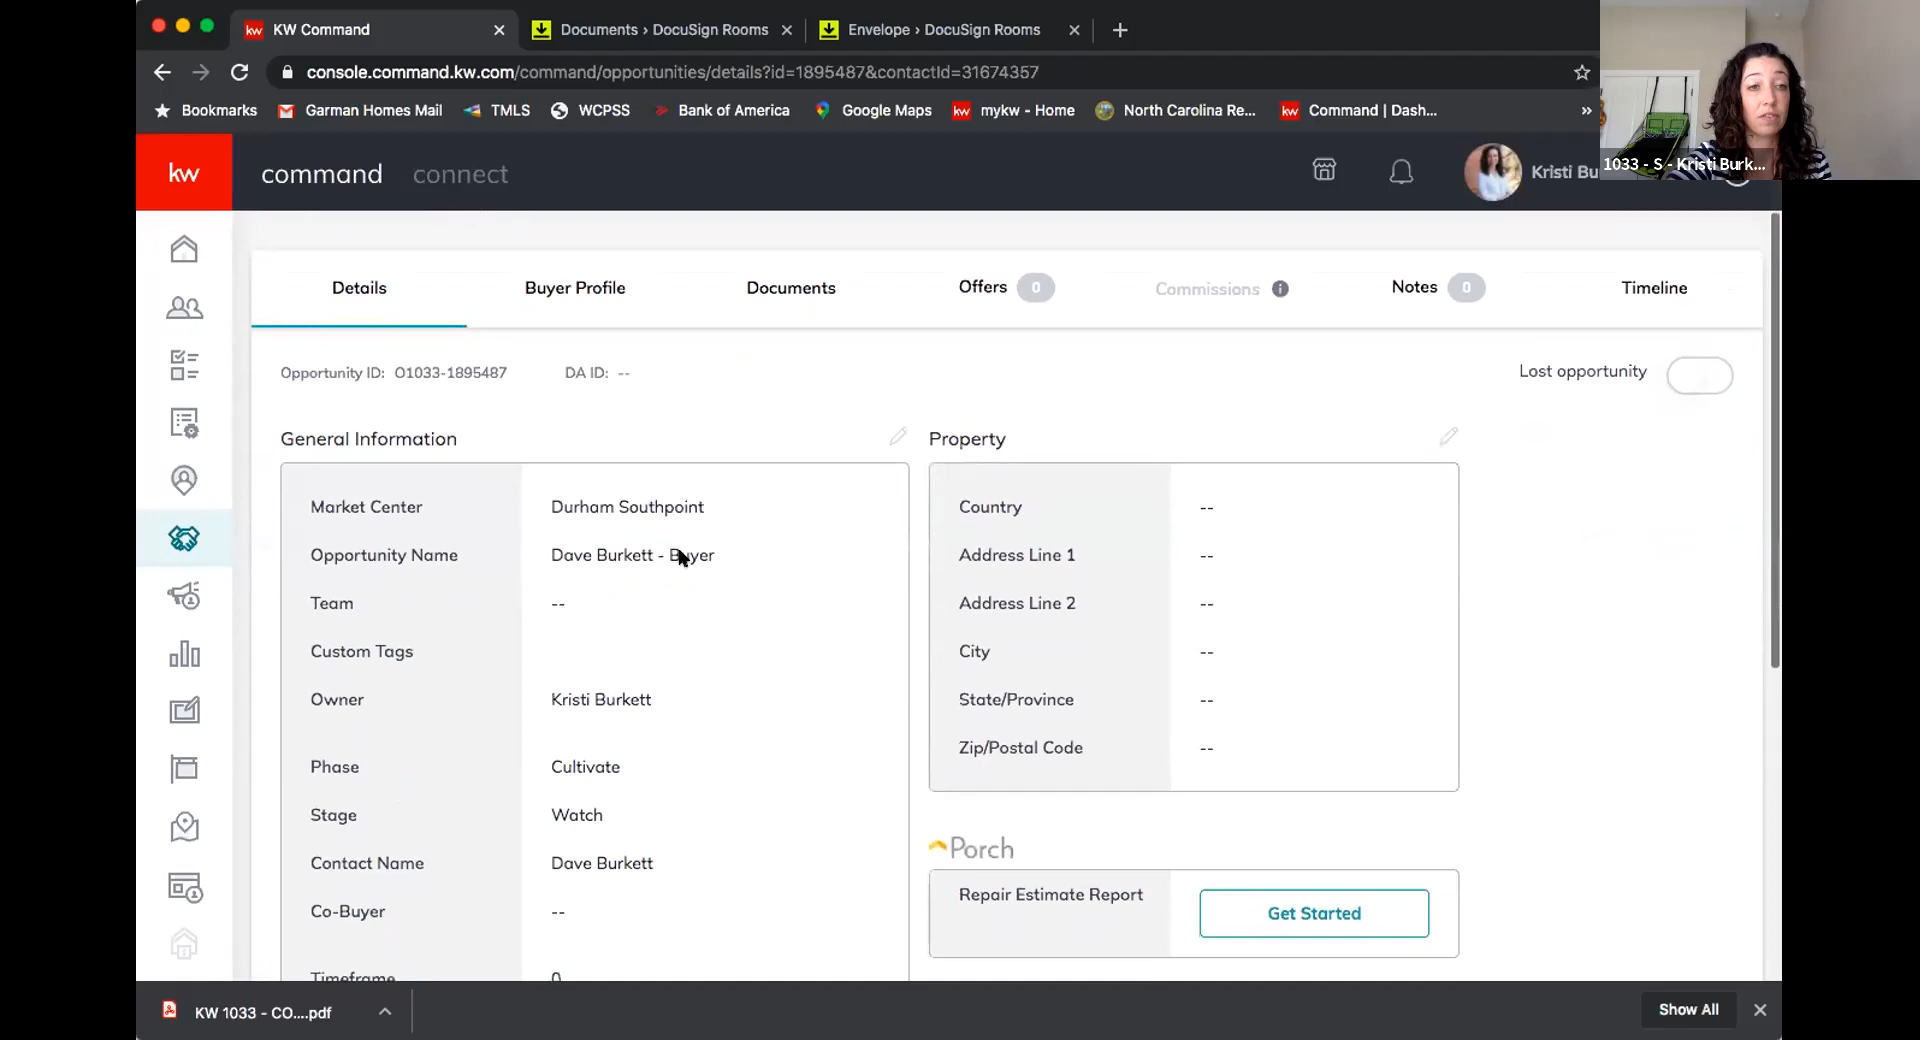 KW Command
Documents › DocuSign Rooms
Envelope › DocuSign Rooms
console.command.kw.com/command/opportunities/details?id=1895487&contactId=31674357
Bookmarks
Garman Homes Mail
TMLS
WCPSS
Bank of America
Google Maps
kw mykw - Home
North Carolina Re...
kw Command | Dash...
»
kw
command
connect
Kristi Bu
1033 - S - Kristi Burk...
Details
Buyer Profile
Documents
Offers 0
Commissions
Notes 0
Timeline
Opportunity ID: O1033-1895487
DA ID: --
Lost opportunity
General Information
Market Center Durham Southpoint
Opportunity Name Dave Burkett - Buyer
Team --
Custom Tags
Owner Kristi Burkett
Phase Cultivate
Stage Watch
Contact Name Dave Burkett
Co-Buyer --
Timeframe 0
Property
Country --
Address Line 1 --
Address Line 2 --
City --
State/Province --
Zip/Postal Code --
Porch
Repair Estimate Report
Get Started
KW 1033 - CO....pdf
Show All